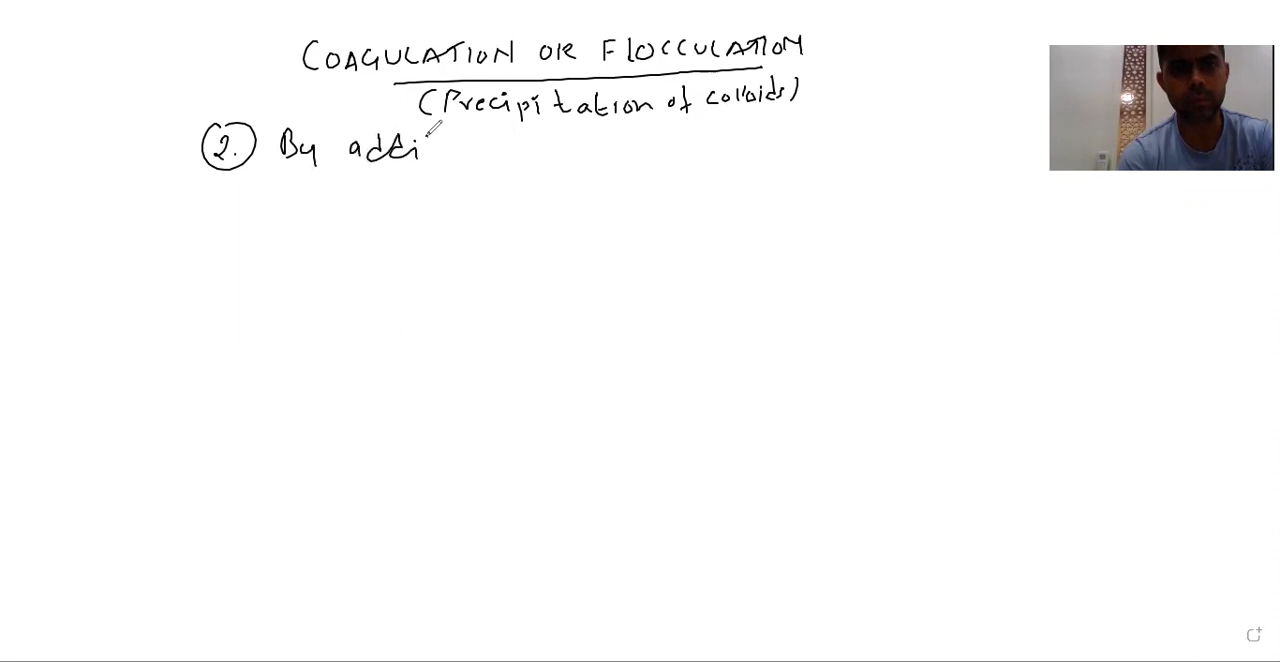 COAGULATION OR FLOCCULATION
(Precipitation of colloids)
2. By addi